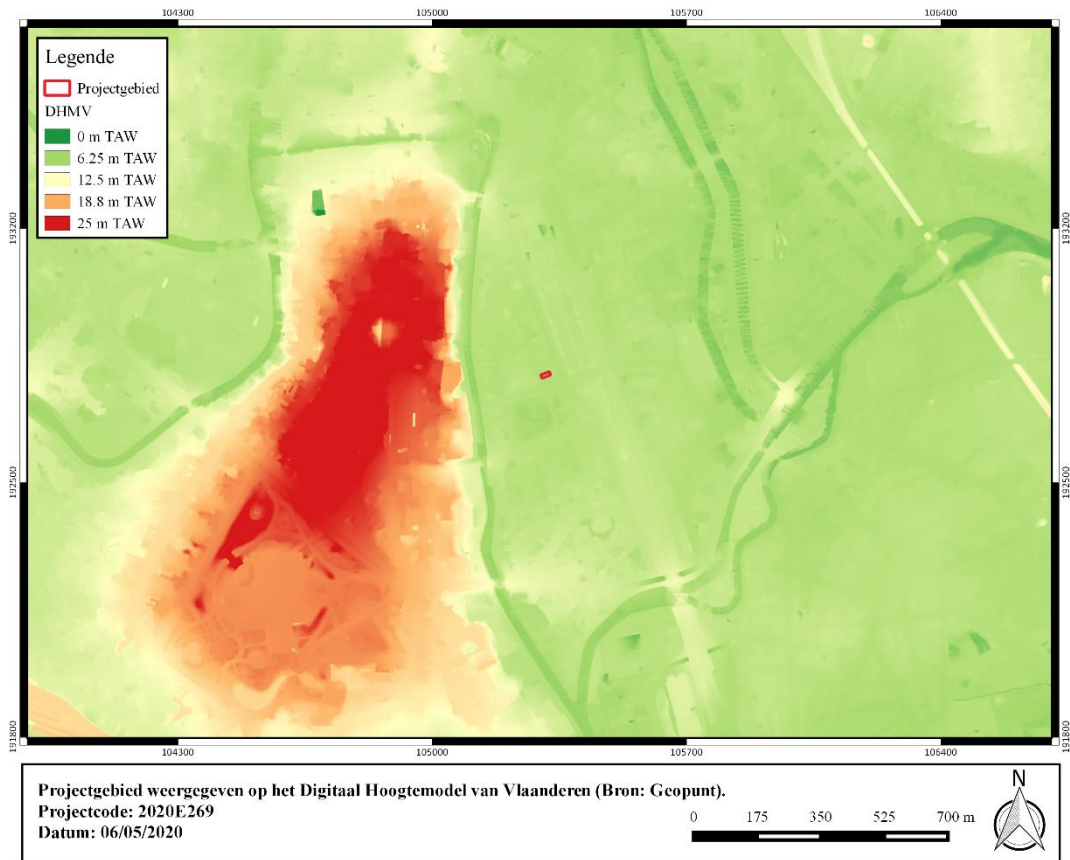 104300 105000 105700 106400
Legende
Projectgebied
DHMV
0 m TAW
6.25 m TAW
12.5 m TAW
18.8 m TAW
25 m TAW
193200 193200
192500 192500
191800 191800
104300 105000 105700 106400
Projectgebied weergegeven op het Digitaal Hoogtemodel van Vlaanderen (Bron: Geopunt).
Projectcode: 2020E269
Datum: 06/05/2020
0 175 350 525 700 m
N